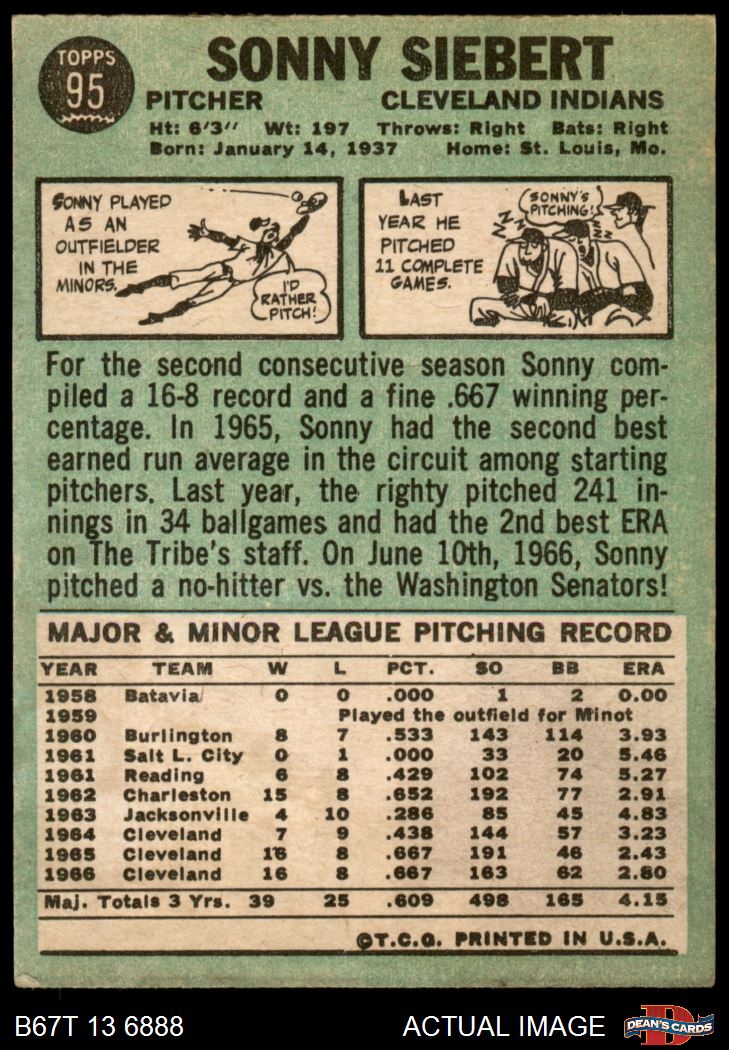 TOPPS
95
SONNY SIEBERT
PITCHER CLEVELAND INDIANS
Ht: 6'3" Wt: 197 Throws: Right Bats: Right
Born: January 14, 1937 Home: St. Louis, Mo.
SONNY PLAYED
AS AN
OUTFIELDER
IN THE
MINORS.
I'D
RATHER
PITCH!
LAST
YEAR HE
PITCHED
11 COMPLETE
GAMES.
SONNY'S
PITCHING!
ZZZZ
ZZ
For the second consecutive season Sonny com-
piled a 16-8 record and a fine .667 winning per-
centage. In 1965, Sonny had the second best
earned run average in the circuit among starting
pitchers. Last year, the righty pitched 241 in-
nings in 34 ballgames and had the 2nd best ERA
on The Tribe's staff. On June 10th, 1966, Sonny
pitched a no-hitter vs. the Washington Senators!
MAJOR & MINOR LEAGUE PITCHING RECORD
YEAR TEAM W L PCT. SO BB ERA
1958 Batavia 0 0 .000 1 2 0.00
1959 Played the outfield for Minot
1960 Burlington 8 7 .533 143 114 3.93
1961 Salt L. City 0 1 .000 33 20 5.46
1961 Reading 6 8 .429 102 74 5.27
1962 Charleston 15 8 .652 192 77 2.91
1963 Jacksonville 4 10 .286 85 45 4.83
1964 Cleveland 7 9 .438 144 57 3.23
1965 Cleveland 16 8 .667 191 46 2.43
1966 Cleveland 16 8 .667 163 62 2.80
Maj. Totals 3 Yrs. 39 25 .609 498 165 4.15
©T.C.G. PRINTED IN U.S.A.
B67T 13 6888 ACTUAL IMAGE
D
DEAN'S CARDS